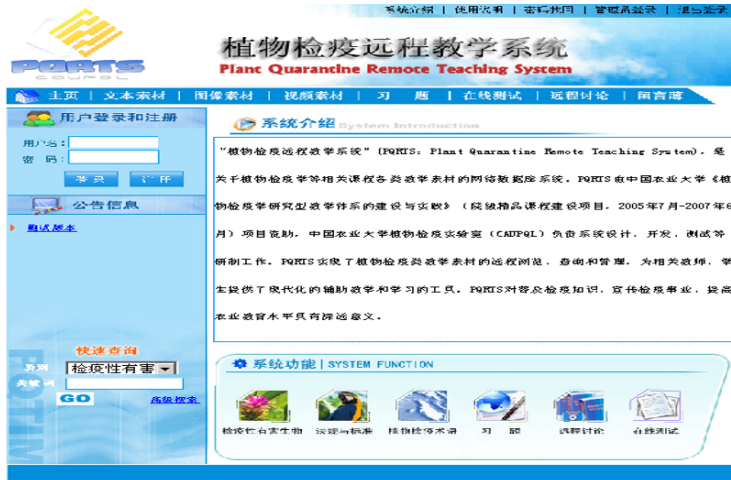 系统介绍 | 使用说明 | 密码找回 | 管理员登录 | 退出登录
PQRTS
植物检疫远程教学系统
Plant Quarantine Remote Teaching System
主页 | 文本素材 | 图像素材 | 视频素材 | 习 题 | 在线测试 | 远程讨论 | 留言薄
用户登录和注册
系统介紹 System Introduction
用户名:
密 码:
登 录 注 册
公告信息
测试版本
“植物检疫远程教学系统”(PQRTS: Plant Quarantine Remote Teaching System), 是
关于植物检疫学等相关课程各类教学素材的网络数据库系统。PQRTS由中国农业大学《植
物检疫学研究型教学体系的建设与实践》(院级精品课程建设项目, 2005年7月-2007年6
月)项目资助, 中国农业大学植物检疫实验室(CAUPQL)负责系统设计、开发、测试等
研制工作。PQRTS实现了植物检疫类教学素材的远程浏览、查询和管理, 为相关教师、学
生提供了现代化的辅助教学和学习的工具。PQRTS对普及检疫知识、宣传检疫事业、提高
农业教育水平具有深远意义。
快速查询
类别 检疫性有害
关键词
GO 高级搜索
系统功能 | SYSTEM FUNCTION
检疫性有害生物 法规与标准 植物检疫术语 习 题 远程讨论 在线测试